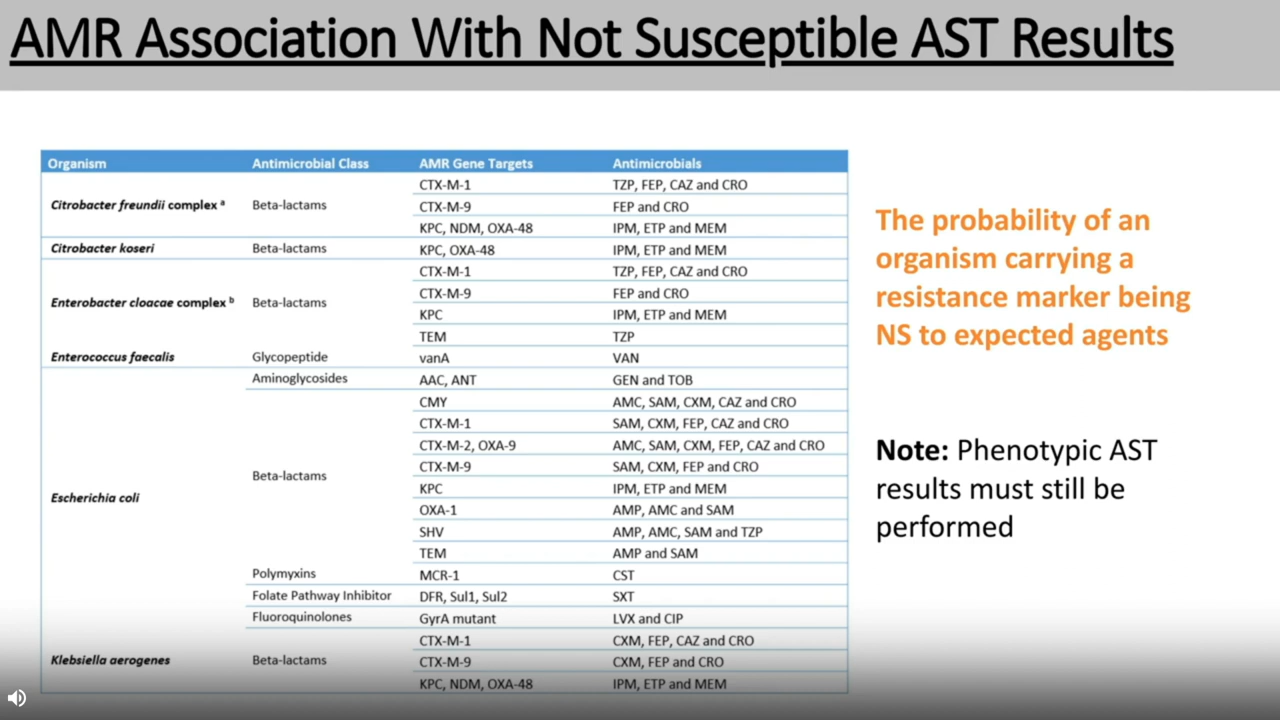 AMR Association With Not Susceptible AST Results
Organism Antimicrobial Class AMR Gene Targets Antimicrobials
Citrobacter freundii complex a Beta-lactams CTX-M-1 TZP, FEP, CAZ and CRO
CTX-M-9 FEP and CRO
KPC, NDM, OXA-48 IPM, ETP and MEM
Citrobacter koseri Beta-lactams KPC, OXA-48 IPM, ETP and MEM
Enterobacter cloacae complex b Beta-lactams CTX-M-1 TZP, FEP, CAZ and CRO
CTX-M-9 FEP and CRO
KPC IPM, ETP and MEM
TEM TZP
Enterococcus faecalis Glycopeptide vanA VAN
Escherichia coli Aminoglycosides AAC, ANT GEN and TOB
Beta-lactams CMY AMC, SAM, CXM, CAZ and CRO
CTX-M-1 SAM, CXM, FEP, CAZ and CRO
CTX-M-2, OXA-9 AMC, SAM, CXM, FEP, CAZ and CRO
CTX-M-9 SAM, CXM, FEP and CRO
KPC IPM, ETP and MEM
OXA-1 AMP, AMC and SAM
SHV AMP, AMC, SAM and TZP
TEM AMP and SAM
Polymyxins MCR-1 CST
Folate Pathway Inhibitor DFR, Sul1, Sul2 SXT
Fluoroquinolones GyrA mutant LVX and CIP
Klebsiella aerogenes Beta-lactams CTX-M-1 CXM, FEP, CAZ and CRO
CTX-M-9 CXM, FEP and CRO
KPC, NDM, OXA-48 IPM, ETP and MEM
The probability of an
organism carrying a
resistance marker being
NS to expected agents
Note: Phenotypic AST
results must still be
performed